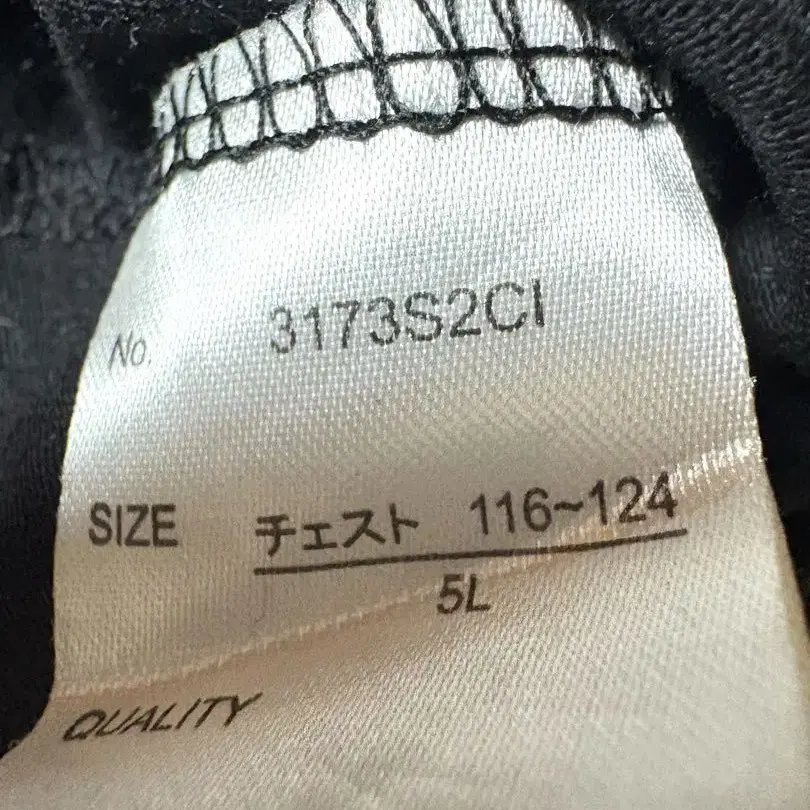 No. 3173S2CI
SIZE チェスト 116~124
5L
QUALITY